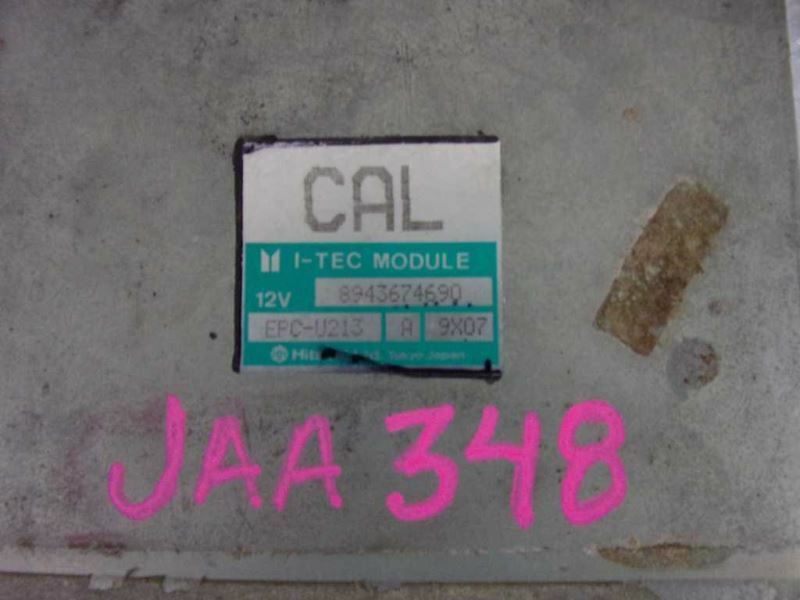 CAL
I-TEC MODULE
12V 8943674690
EPC-U213 A 9X07
Tokyo Japan
JAA 348